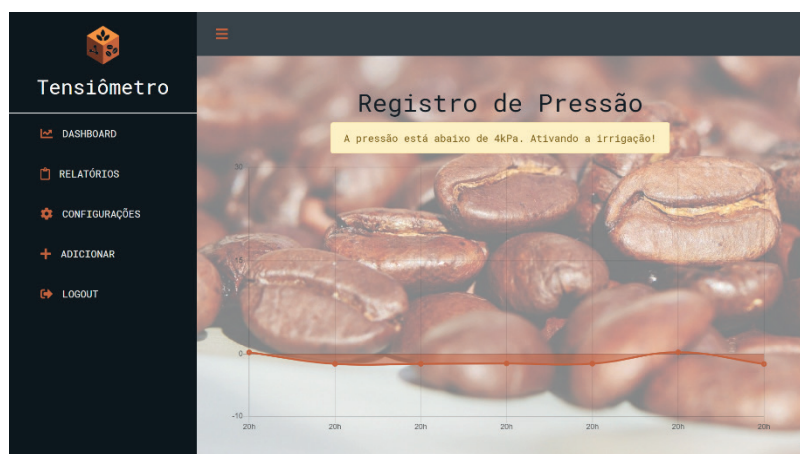 Tensiômetro
DASHBOARD
RELATÓRIOS
CONFIGURAÇÕES
ADICIONAR
LOGOUT
Registro de Pressão
A pressão está abaixo de 4kPa. Ativando a irrigação!
30
15
0
-10
20h 20h 20h 20h 20h 20h 20h